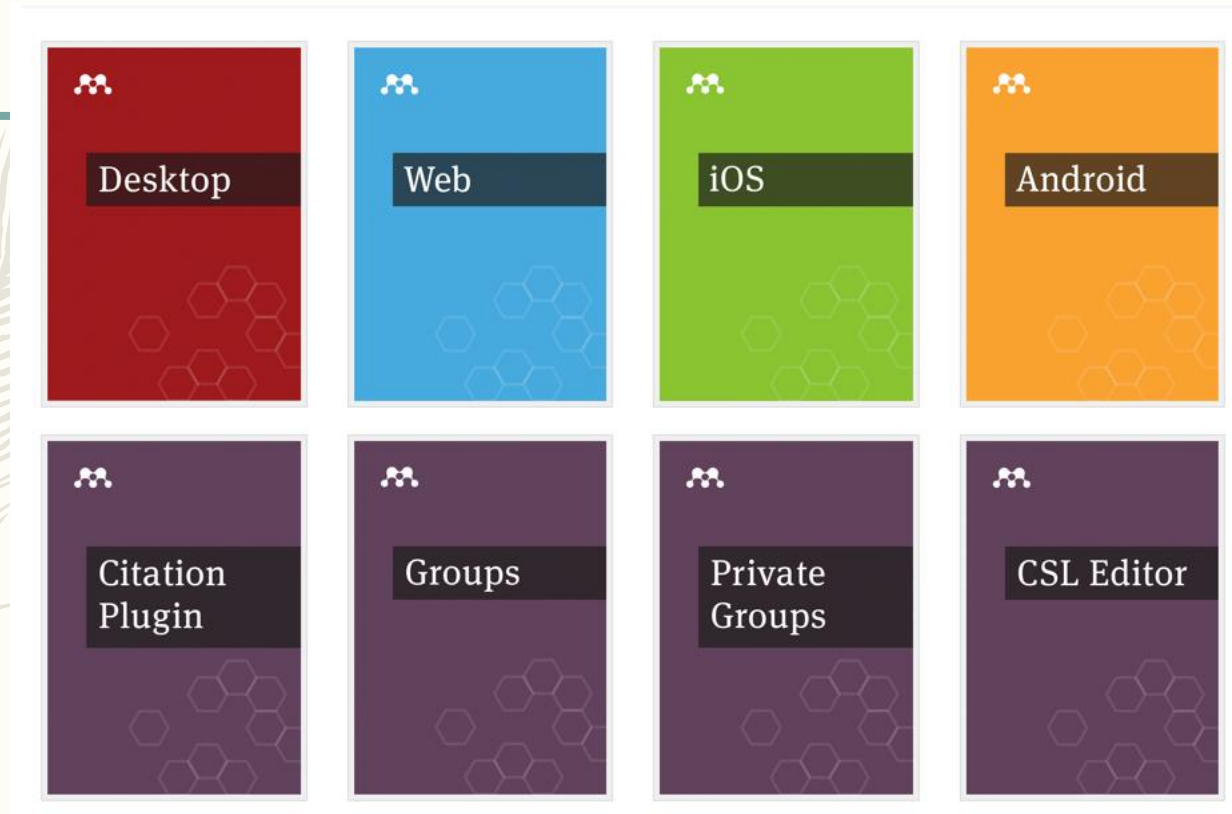 Desktop
Web
iOS
Android
Citation
Plugin
Groups
Private
Groups
CSL Editor